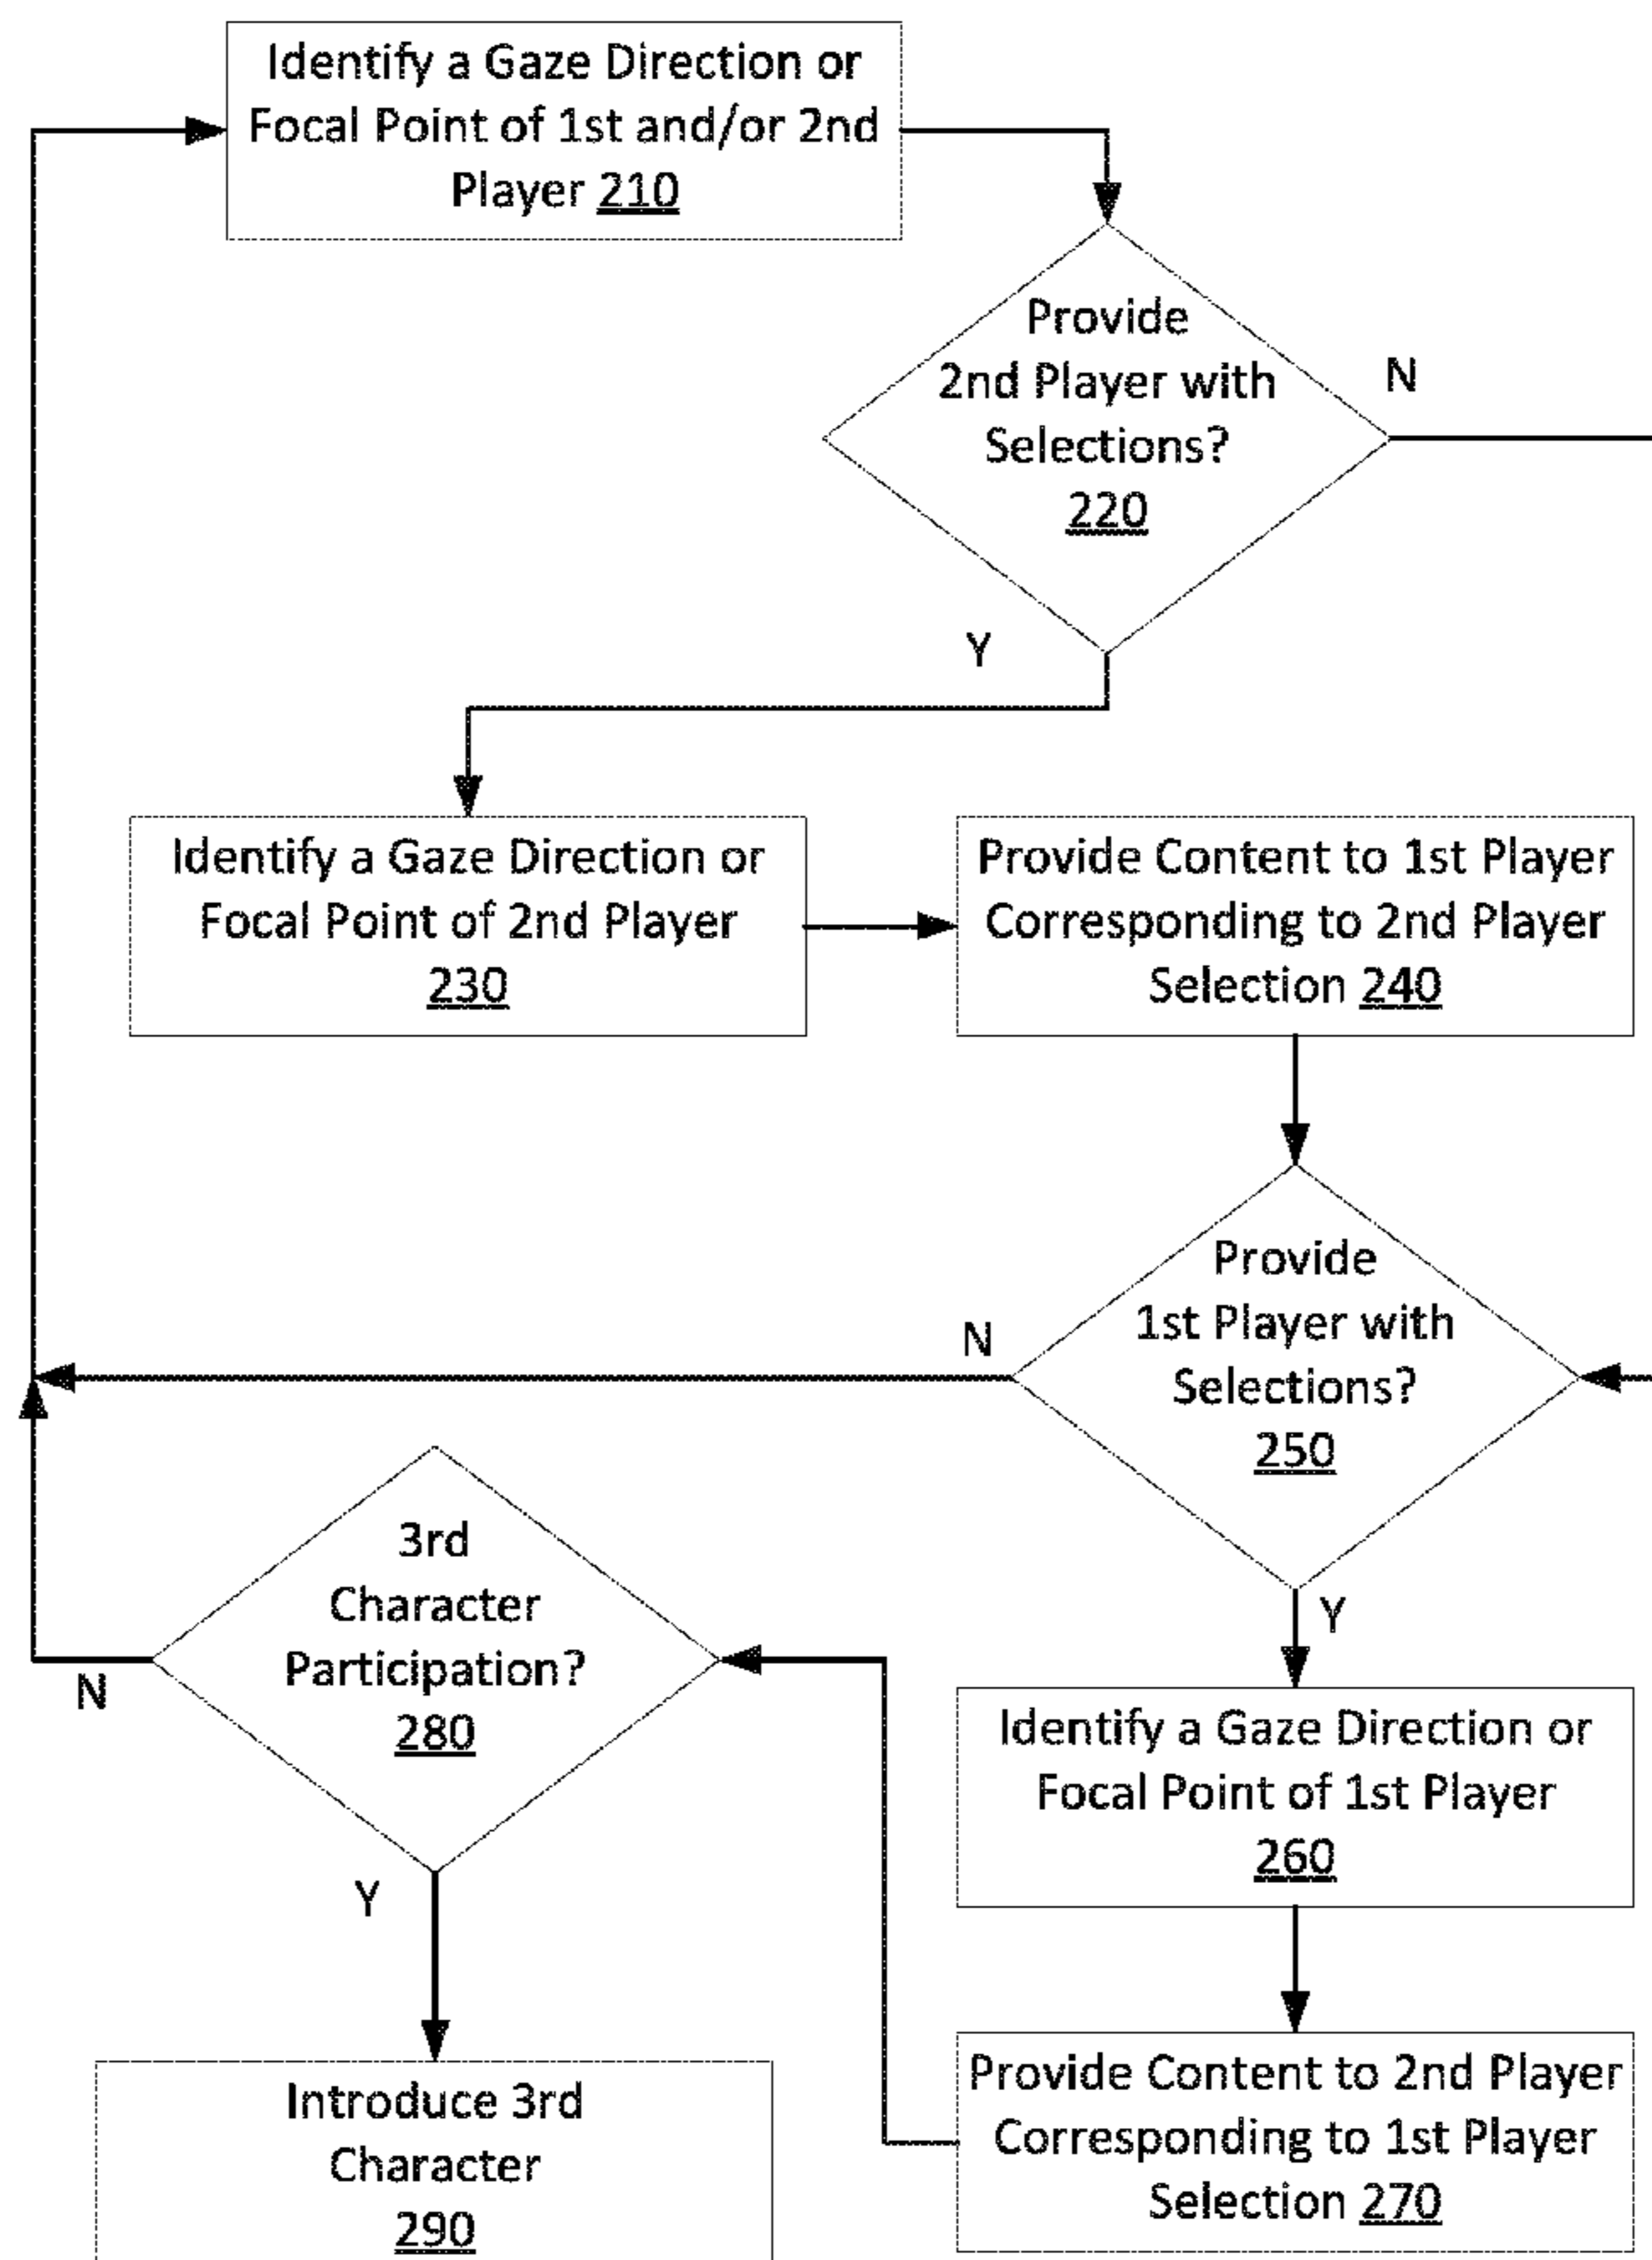 Identify a Gaze Direction or
Focal Point of 1st and/or 2nd
Player 210
Provide
2nd Player with
Selections?
220
N
Y
Identify a Gaze Direction or
Focal Point of 2nd Player
230
Provide Content to 1st Player
Corresponding to 2nd Player
Selection 240
Provide
1st Player with
Selections?
250
N
Y
Identify a Gaze Direction or
Focal Point of 1st Player
260
Provide Content to 2nd Player
Corresponding to 1st Player
Selection 270
3rd
Character
Participation?
280
N
Y
Introduce 3rd
Character
290